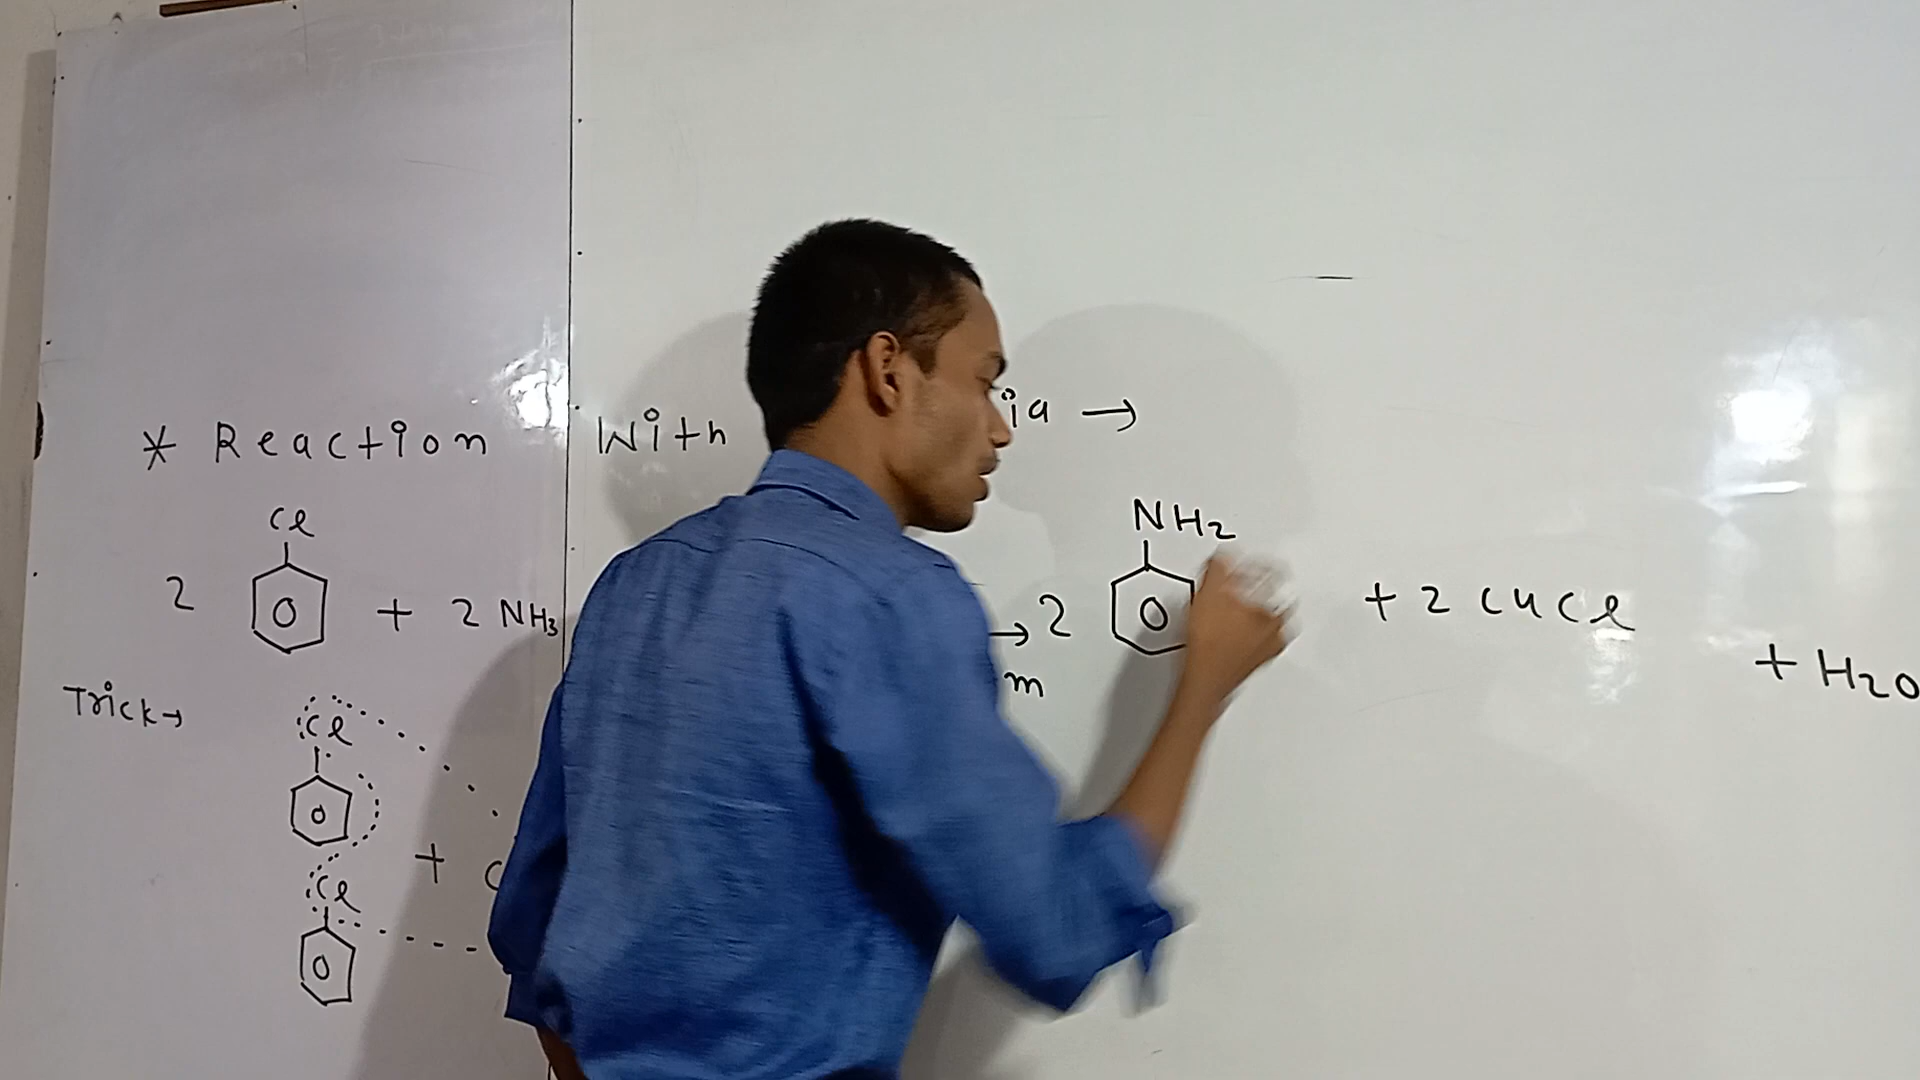 * Reaction With ia →
Cl
NH2
2 + 2 NH3 → 2 + 2 CuCl
+ H2O
m
Trick→
Cl
+ C
Cl